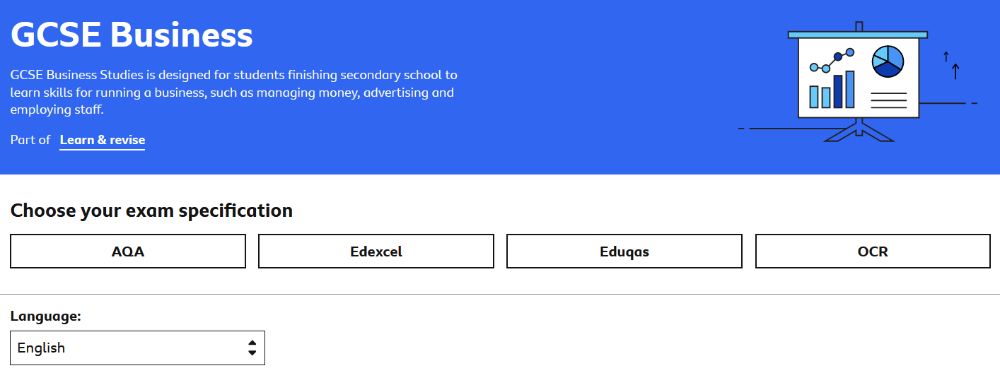 GCSE Business
GCSE Business Studies is designed for students finishing secondary school to
learn skills for running a business, such as managing money, advertising and
employing staff.
Part of Learn & revise
Choose your exam specification
AQA
Edexcel
Eduqas
OCR
Language:
English